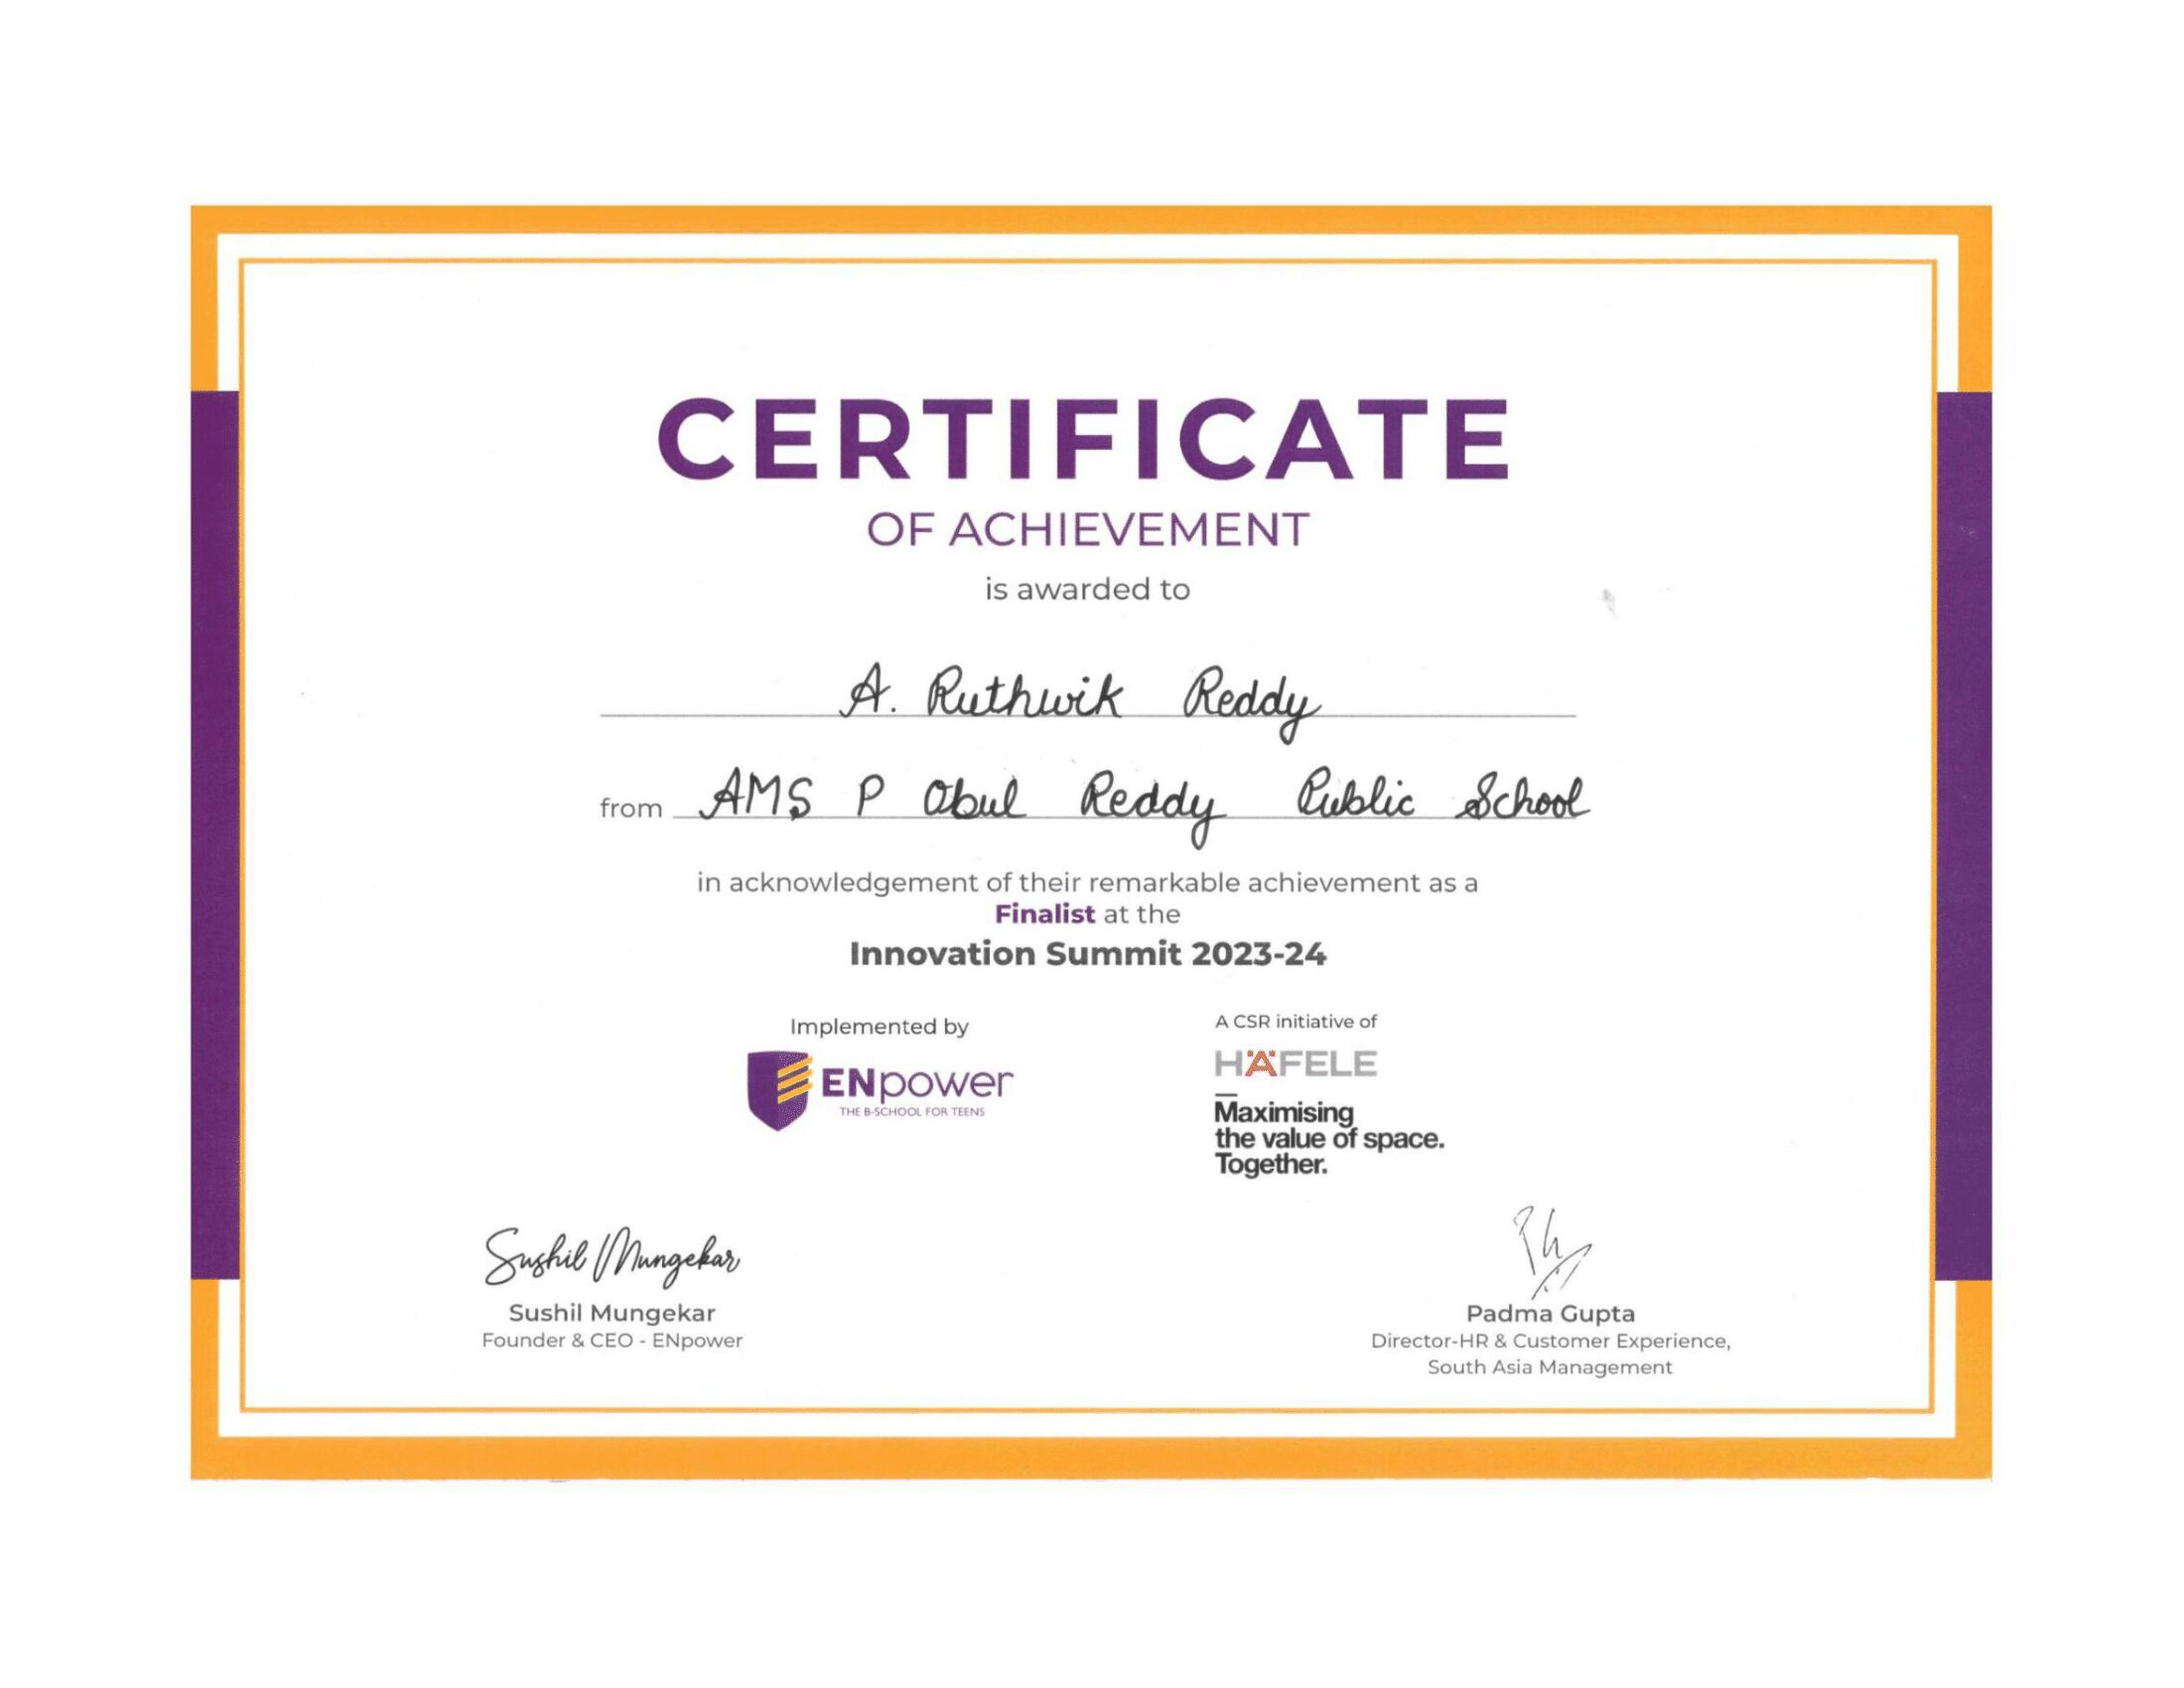 CERTIFICATE
OF ACHIEVEMENT
is awarded to
A. Ruthwik Reddy
from AMS P Obul Reddy Public School
in acknowledgement of their remarkable achievement as a
Finalist at the
Innovation Summit 2023-24
Implemented by
ENpower
THE B-SCHOOL FOR TEENS
A CSR initiative of
HÄFELE
Maximising
the value of space.
Together.
Sushil Mungekar
Sushil Mungekar
Founder & CEO - ENpower
Padma Gupta
Director-HR & Customer Experience,
South Asia Management